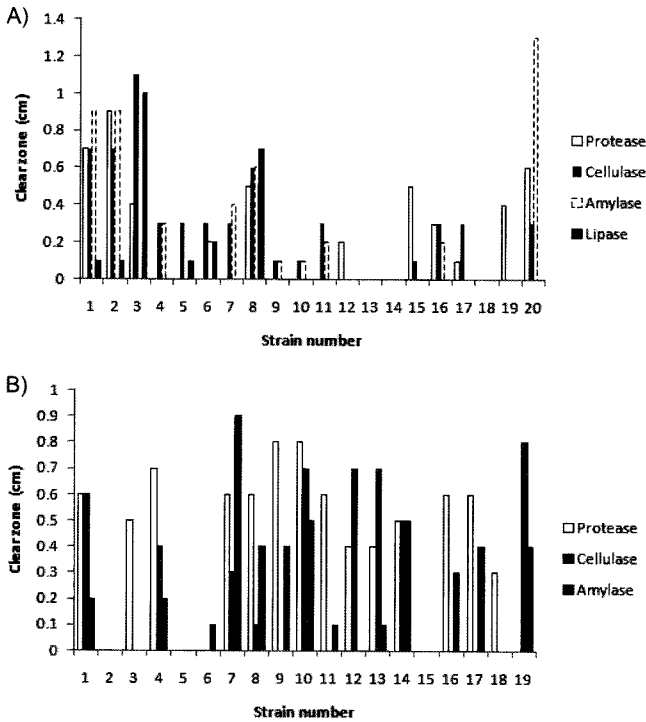 A)
1.4
1.2
1
0.8
0.6
0.4
0.2
0
Clearzone (cm)
1 2 3 4 5 6 7 8 9 10 11 12 13 14 15 16 17 18 19 20
Strain number
Protease
Cellulase
Amylase
Lipase
B)
1
0.9
0.8
0.7
0.6
0.5
0.4
0.3
0.2
0.1
0
Clearzone (cm)
1 2 3 4 5 6 7 8 9 10 11 12 13 14 15 16 17 18 19
Strain number
Protease
Cellulase
Amylase